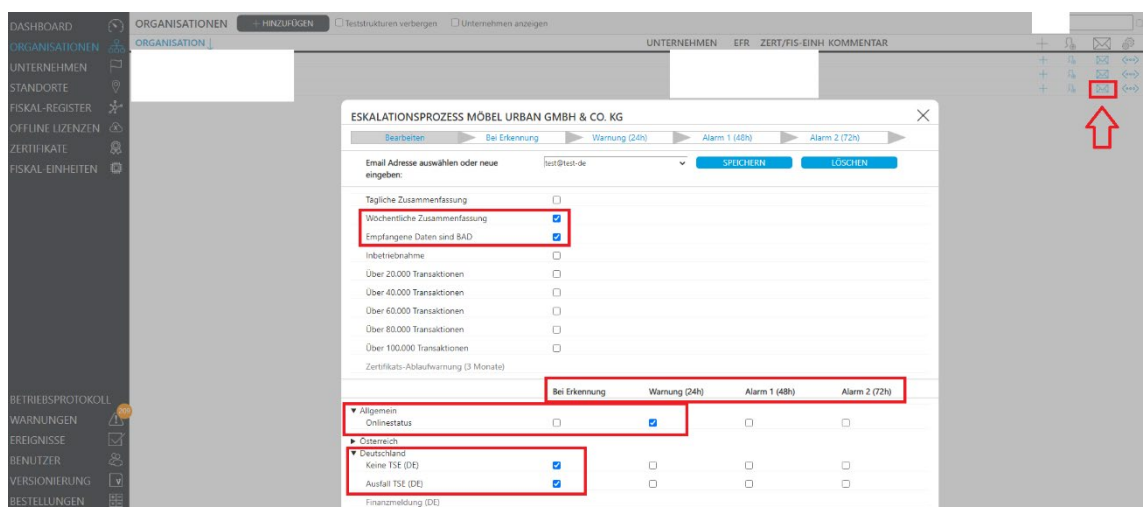 DASHBOARD
ORGANISATIONEN
UNTERNEHMEN
STANDORTE
FISKAL-REGISTER
OFFLINE LIZENZEN
ZERTIFIKATE
FISKAL-EINHEITEN
BETRIEBSPROTOKOLL
WARNUNGEN
EREIGNISSE
BENUTZER
VERSIONIERUNG
BESTELLUNGEN
ORGANISATIONEN + HINZUFÜGEN Teststrukturen verbergen Unternehmen anzeigen
ORGANISATION UNTERNEHMEN EFR ZERT/FIS-EINH KOMMENTAR
ESKALATIONSPROZESS MÖBEL URBAN GMBH & CO. KG
Bearbeiten Bei Erkennung Warnung (24h) Alarm 1 (48h) Alarm 2 (72h)
Email Adresse auswählen oder neue eingeben: test@test-de SPEICHERN LÖSCHEN
Tägliche Zusammenfassung
Wöchentliche Zusammenfassung
Empfangene Daten sind BAD
Inbetriebnahme
Über 20.000 Transaktionen
Über 40.000 Transaktionen
Über 60.000 Transaktionen
Über 80.000 Transaktionen
Über 100.000 Transaktionen
Zertifikats-Ablaufwarnung (3 Monate)
Bei Erkennung Warnung (24h) Alarm 1 (48h) Alarm 2 (72h)
Allgemein
Onlinestatus
Österreich
Deutschland
Keine TSE (DE)
Ausfall TSE (DE)
Finanzmeldung (DE)